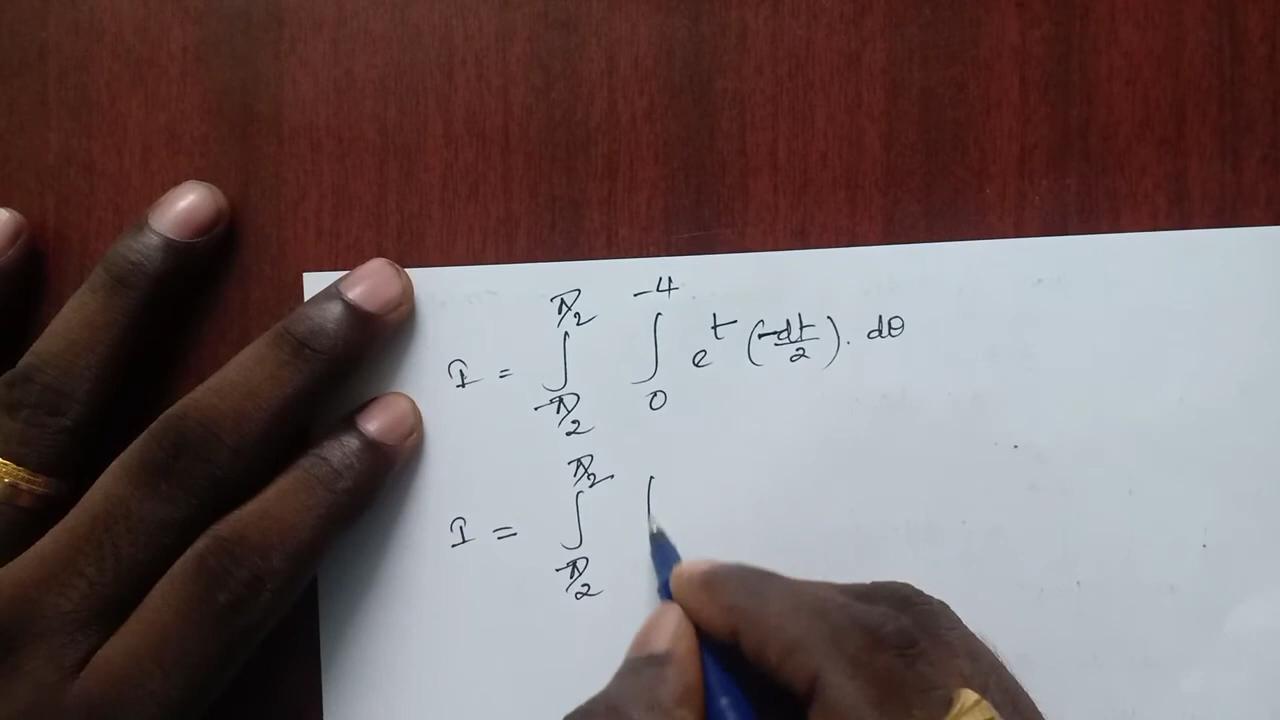 I = ∫_{-π/2}^{π/2} ∫_{0}^{-4} e^t (-dt/2). dθ
I = ∫_{-π/2}^{π/2} ∫